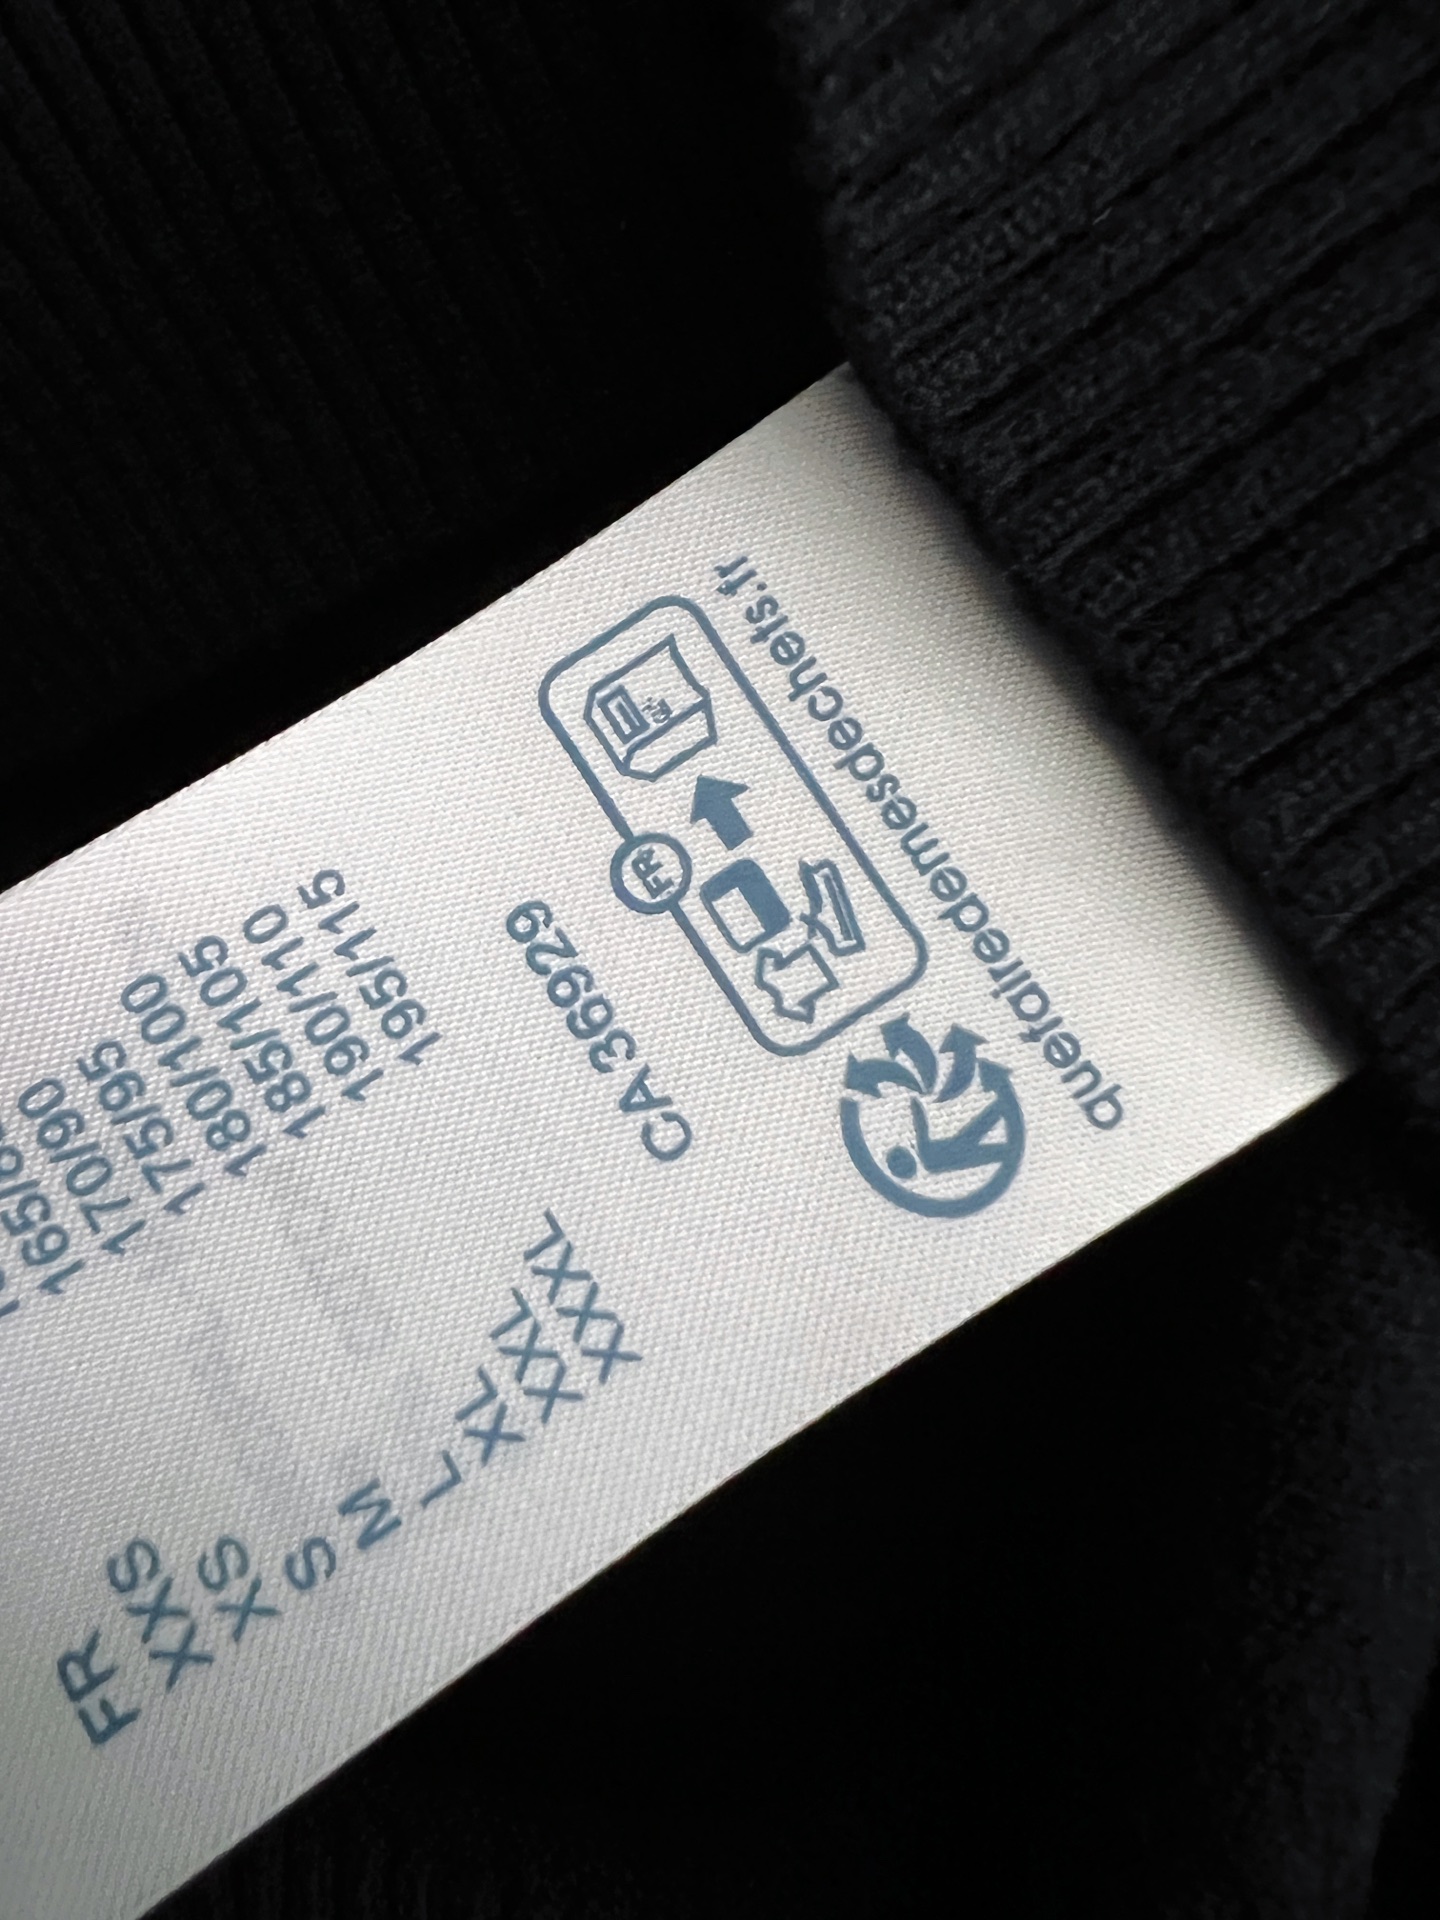 FR
XXS
XS
S 165/8
M 170/90
L 175/95
XL 180/100
XXL 185/105
XXXL 190/110
195/115
CA 36929
FR
quefairedemesdechets.fr